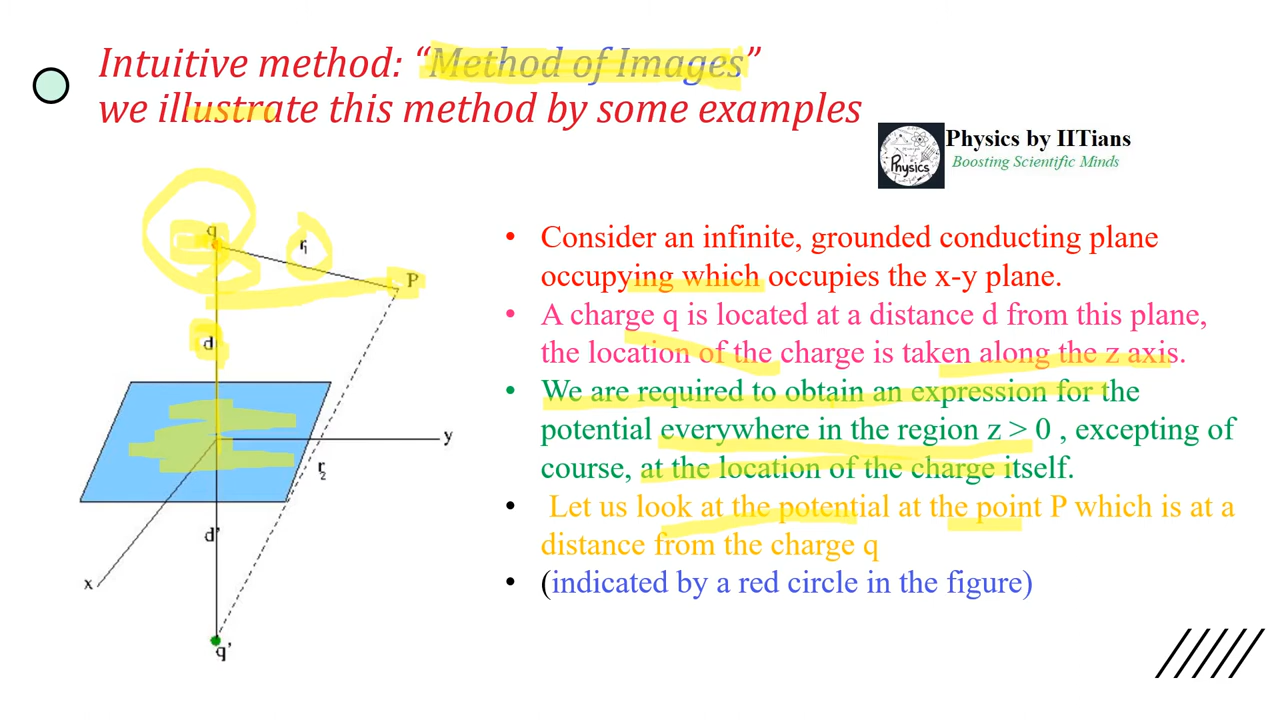 Intuitive method: “Method of Images”
we illustrate this method by some examples
Physics by IITians
Boosting Scientific Minds
Physics
q
r1
P
d
y
r2
d'
x
q'
• Consider an infinite, grounded conducting plane
occupying which occupies the x-y plane.
• A charge q is located at a distance d from this plane,
the location of the charge is taken along the z axis.
• We are required to obtain an expression for the
potential everywhere in the region z > 0 , excepting of
course, at the location of the charge itself.
• Let us look at the potential at the point P which is at a
distance from the charge q
• (indicated by a red circle in the figure)